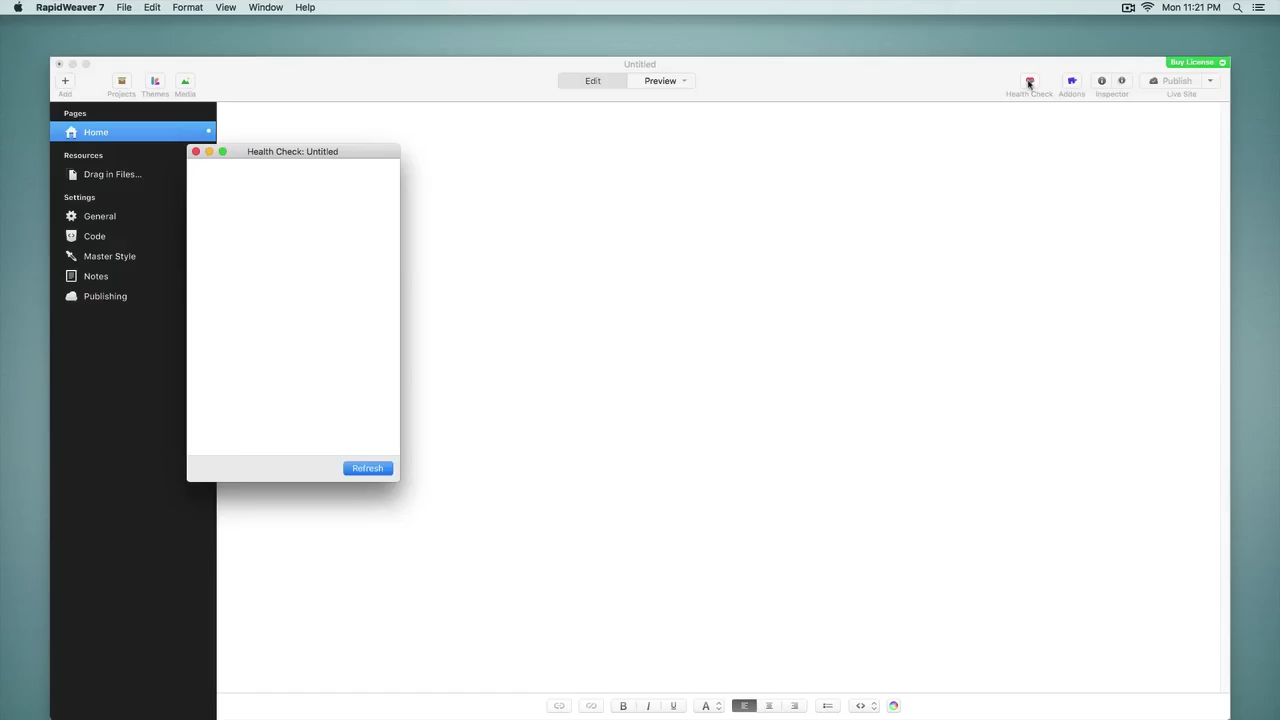 RapidWeaver 7 File Edit Format View Window Help Mon 11:21 PM
Untitled
Buy License
Edit Preview Publish
Add Projects Themes Media Health Check Addons Inspector Live Site
Pages
Home
Resources
Drag in Files...
Settings
General
Code
Master Style
Notes
Publishing
Health Check: Untitled
Refresh
B I U A